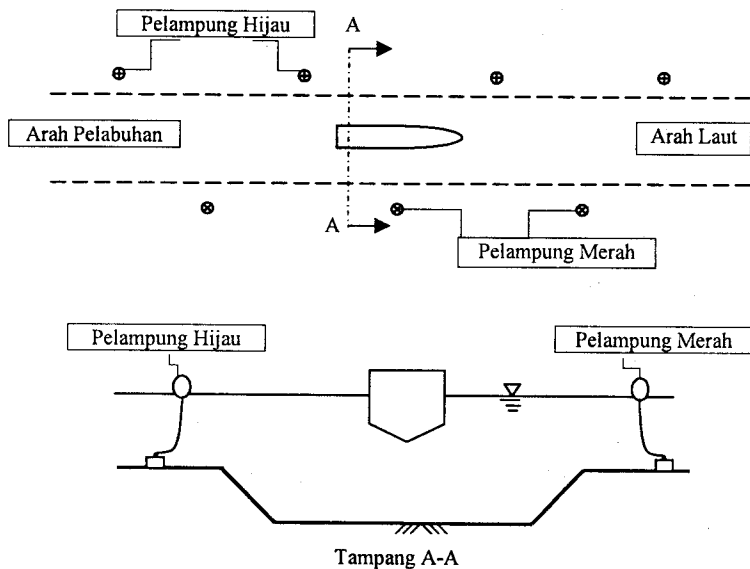 Pelampung Hijau
A
Arah Pelabuhan
Arah Laut
A
Pelampung Merah
Pelampung Hijau
Pelampung Merah
Tampang A-A